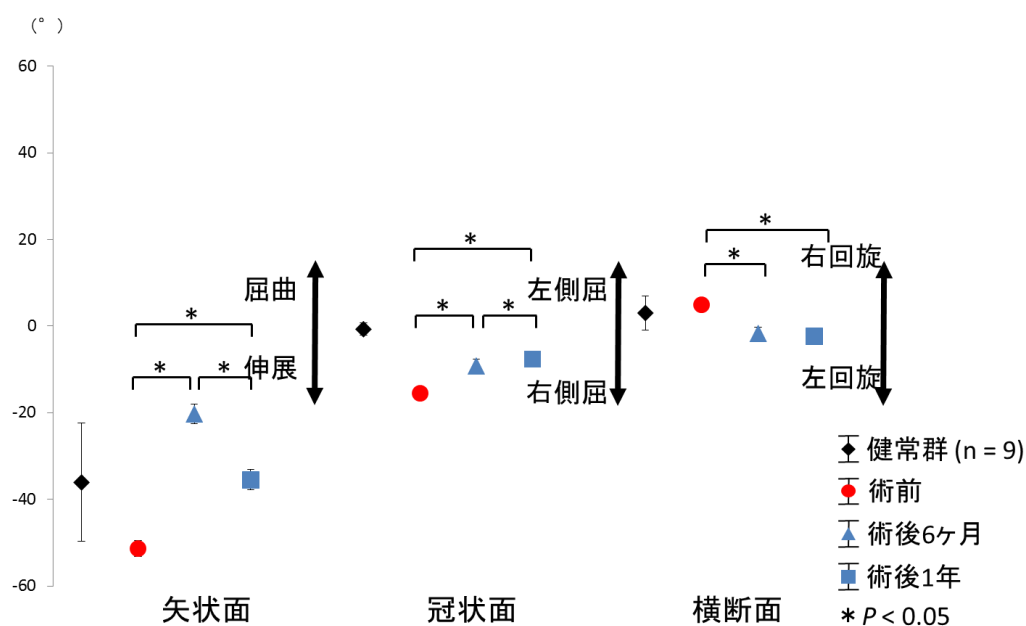 (°)
60
40
20
0
-20
-40
-60
*
*
*
屈曲
伸展
*
*
*
左側屈
右側屈
*
*
右回旋
左回旋
矢状面
冠状面
横断面
健常群 (n = 9)
術前
術後6ヶ月
術後1年
* P < 0.05